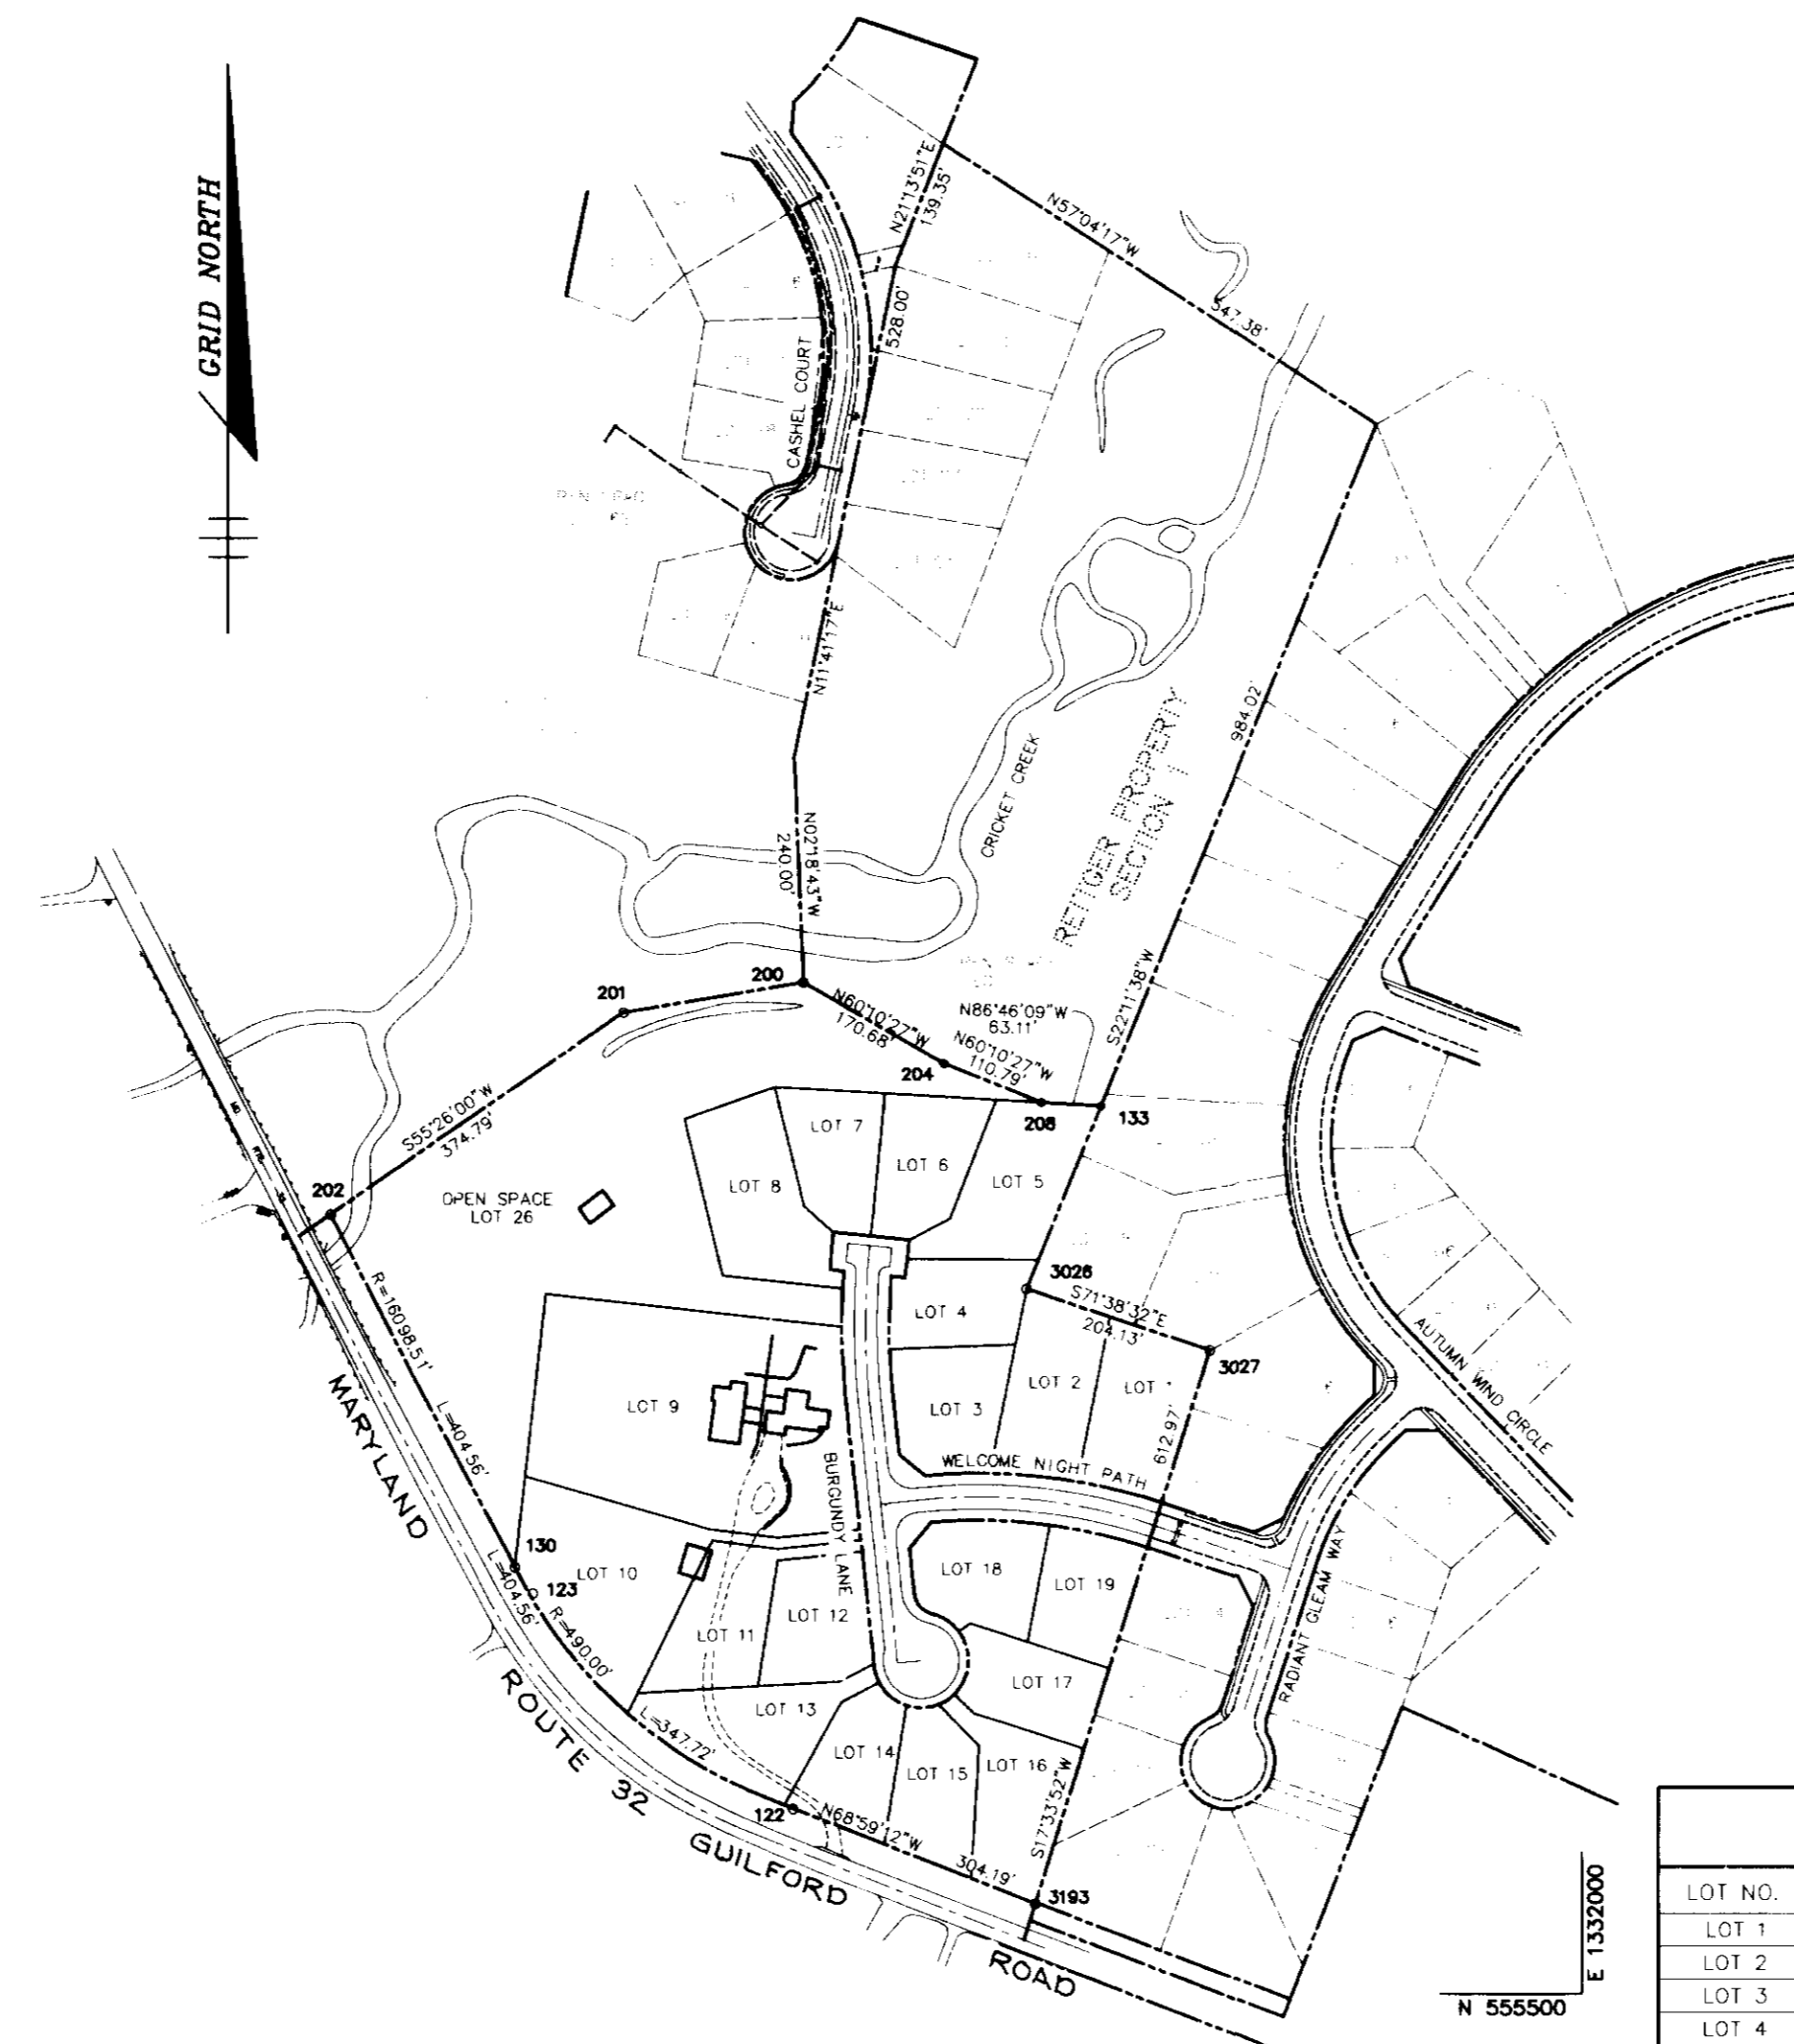 GRID NORTH
N21°13'51"E
139.35'
N57°04'17"W
547.38'
528.00'
CASHEL COURT
N11°41'17"E
984.02'
CRICKET CREEK
RETTGER PROPERTY
SECTION 1
N02°18'43"W
240.00'
S22°11'38"W
200
201
N60°10'27"W
170.68'
N86°46'09"W
63.11'
N60°10'27"W
110.79'
204
208
133
S55°26'00"W
374.79'
202
OPEN SPACE
LOT 26
LOT 7
LOT 6
LOT 8
LOT 5
3026
S71°38'32"E
204.13'
3027
LOT 4
R=16098.51'
L=404.56'
LOT 2
LOT 1
LOT 3
LOT 9
AUTUMN WIND CIRCLE
612.97'
WELCOME NIGHT PATH
BURGUNDY LANE
MARYLAND
130
123
L=404.56'
R=490.00'
LOT 10
LOT 18
LOT 19
LOT 12
LOT 11
RADIANT GLEAM WAY
LOT 17
LOT 13
L=347.72'
LOT 14
LOT 15
LOT 16
ROUTE 32
122
N68°59'12"W
304.19'
S17°33'52"W
3193
GUILFORD
ROAD
E 1332000
N 555500
LOT NO.
LOT 1
LOT 2
LOT 3
LOT 4